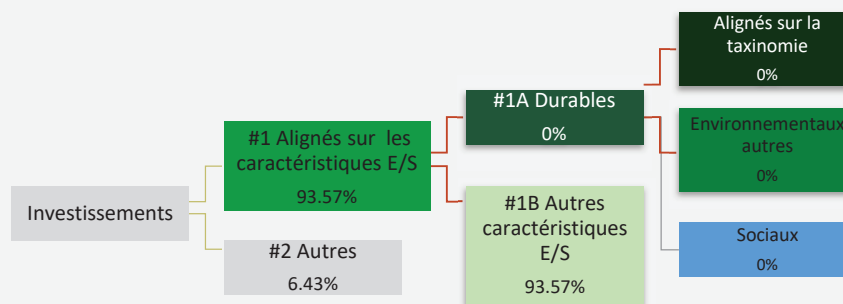 Investissements
#1 Alignés sur les
caractéristiques E/S
93.57%
#2 Autres
6.43%
#1A Durables
0%
#1B Autres
caractéristiques
E/S
93.57%
Alignés sur la
taxinomie
0%
Environnementaux
autres
0%
Sociaux
0%